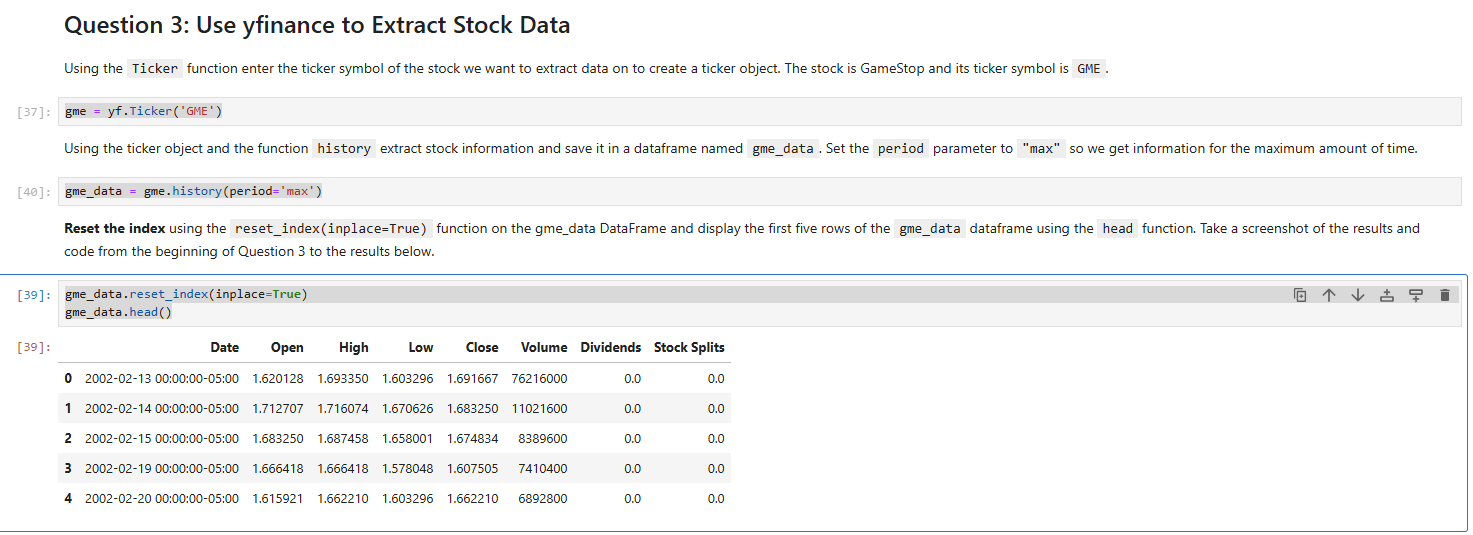 Question 3: Use yfinance to Extract Stock Data
Using the Ticker function enter the ticker symbol of the stock we want to extract data on to create a ticker object. The stock is GameStop and its ticker symbol is GME .
[37]: gme = yf.Ticker('GME')
Using the ticker object and the function history extract stock information and save it in a dataframe named gme_data . Set the period parameter to "max" so we get information for the maximum amount of time.
[40]: gme_data = gme.history(period='max')
Reset the index using the reset_index(inplace=True) function on the gme_data DataFrame and display the first five rows of the gme_data dataframe using the head function. Take a screenshot of the results and
code from the beginning of Question 3 to the results below.
[39]: gme_data.reset_index(inplace=True)
gme_data.head()
[39]: Date Open High Low Close Volume Dividends Stock Splits
0 2002-02-13 00:00:00-05:00 1.620128 1.693350 1.603296 1.691667 76216000 0.0 0.0
1 2002-02-14 00:00:00-05:00 1.712707 1.716074 1.670626 1.683250 11021600 0.0 0.0
2 2002-02-15 00:00:00-05:00 1.683250 1.687458 1.658001 1.674834 8389600 0.0 0.0
3 2002-02-19 00:00:00-05:00 1.666418 1.666418 1.578048 1.607505 7410400 0.0 0.0
4 2002-02-20 00:00:00-05:00 1.615921 1.662210 1.603296 1.662210 6892800 0.0 0.0